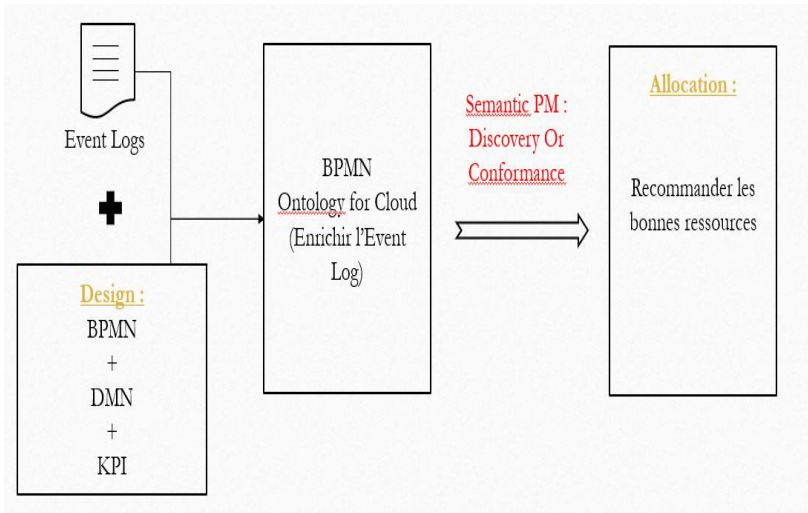 Event Logs
Design :
BPMN
+
DMN
+
KPI
BPMN
Ontology for Cloud
(Enrichir l'Event
Log)
Semantic PM :
Discovery Or
Conformance
Allocation :
Recommander les
bonnes ressources